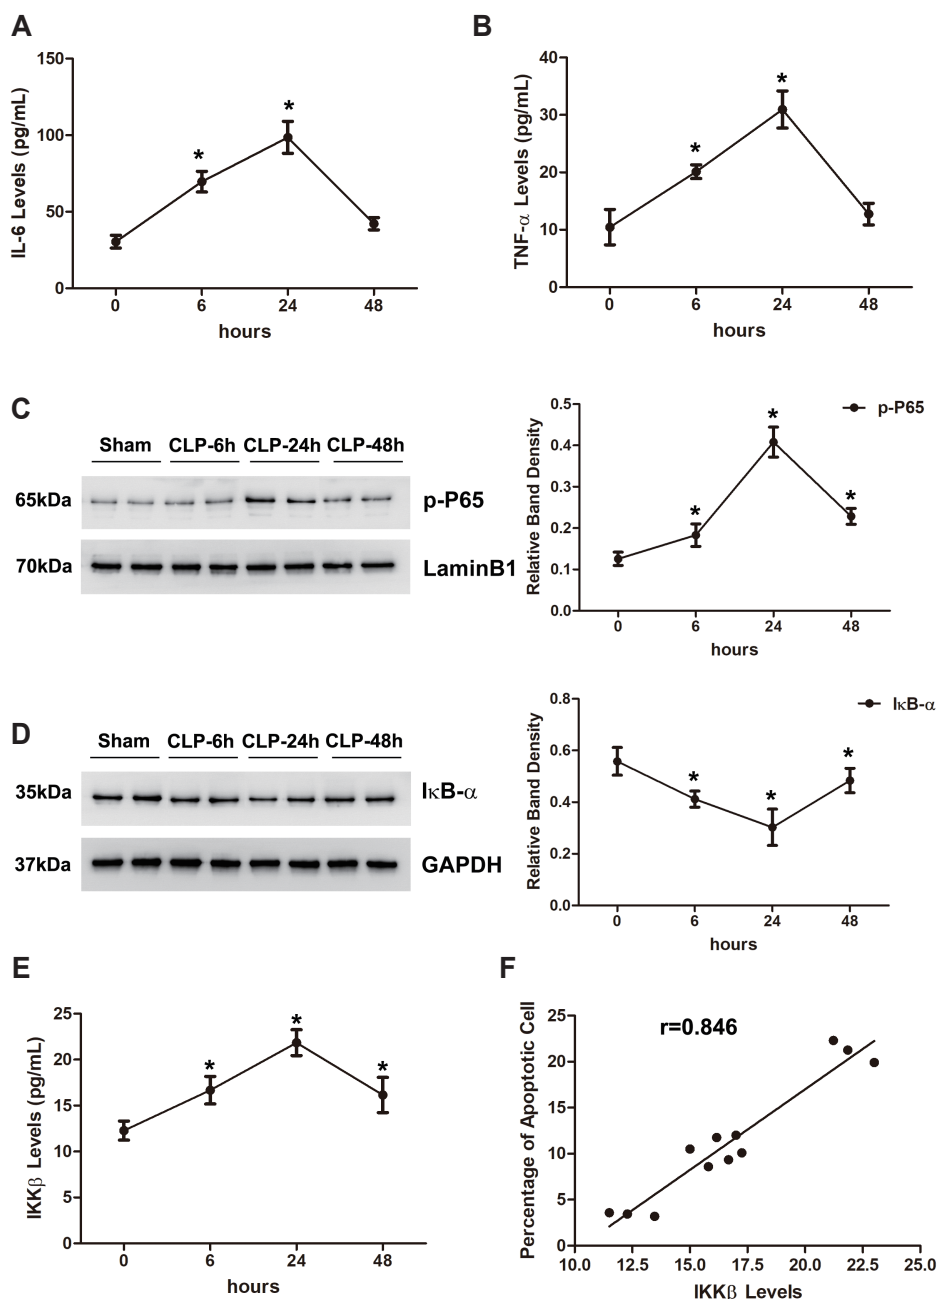 A
IL-6 Levels (pg/mL)
150
100
50
0
*
*
0 6 24 48
hours
B
TNF-α Levels (pg/mL)
40
30
20
10
0
*
*
0 6 24 48
hours
C
Sham CLP-6h CLP-24h CLP-48h
65kDa p-P65
70kDa LaminB1
Relative Band Density
0.5
0.4
0.3
0.2
0.1
0.0
*
*
*
p-P65
0 6 24 48
hours
D
Sham CLP-6h CLP-24h CLP-48h
35kDa IκB-α
37kDa GAPDH
Relative Band Density
0.8
0.6
0.4
0.2
0.0
*
*
*
IκB-α
0 6 24 48
hours
E
IKKβ Levels (pg/mL)
25
20
15
10
5
0
*
*
*
0 6 24 48
hours
F
Percentage of Apoptotic Cell
25
20
15
10
5
0
r=0.846
10.0 12.5 15.0 17.5 20.0 22.5 25.0
IKKβ Levels